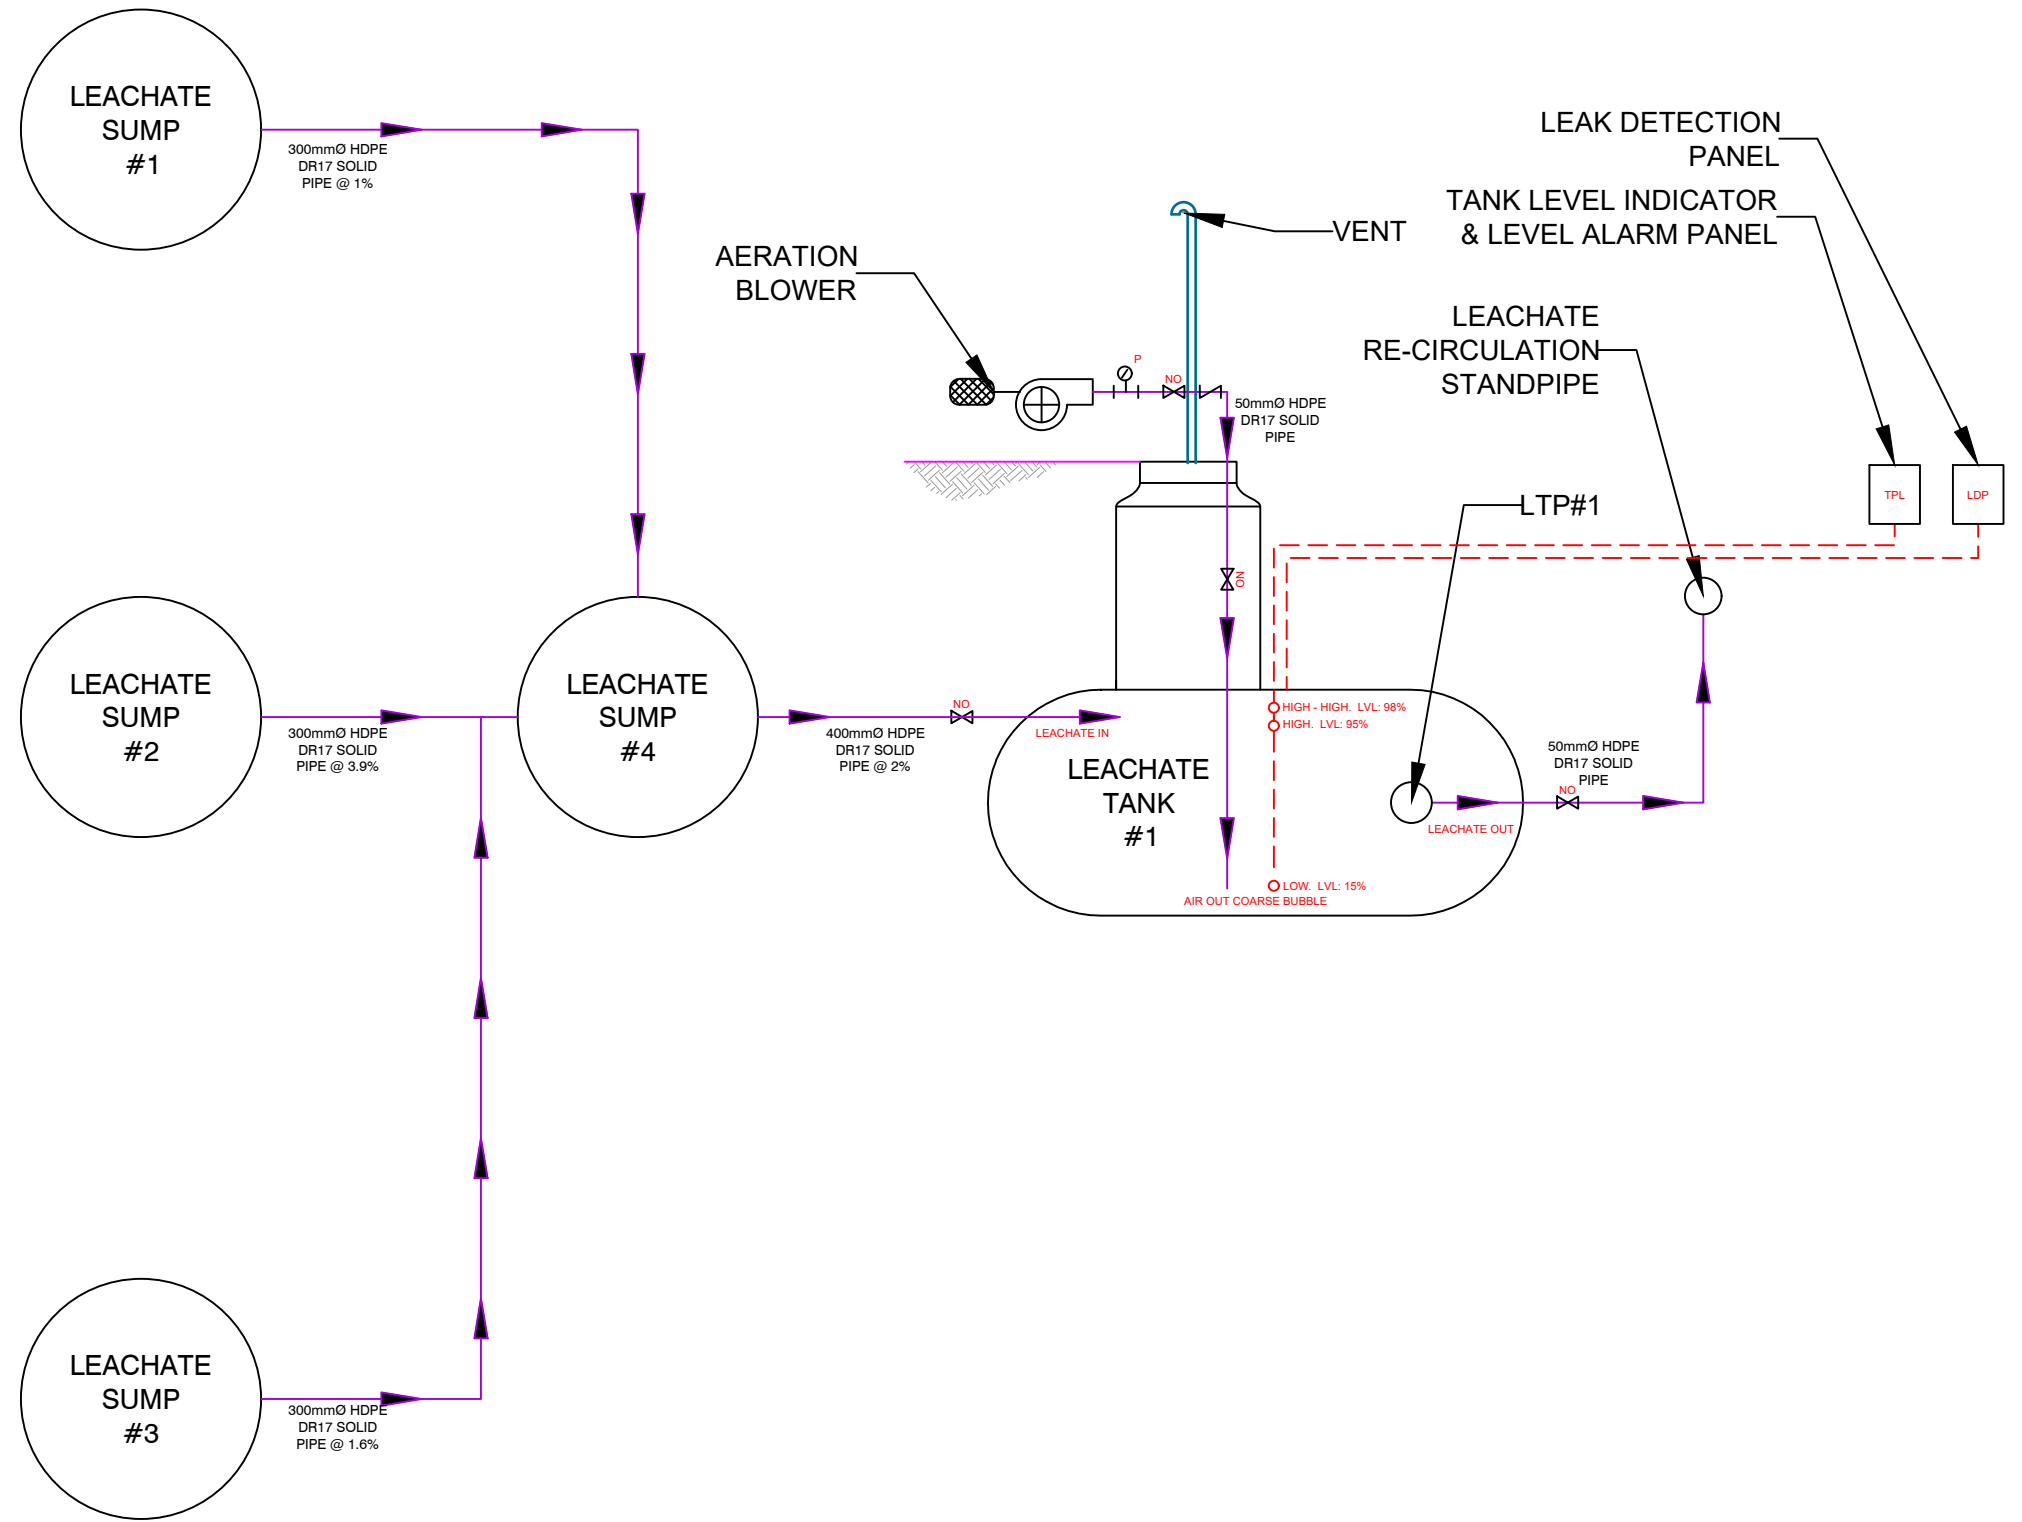 LEACHATE
SUMP
#1
300mmØ HDPE
DR17 SOLID
PIPE @ 1%
LEAK DETECTION
PANEL
TANK LEVEL INDICATOR
& LEVEL ALARM PANEL
VENT
AERATION
BLOWER
LEACHATE
RE-CIRCULATION
STANDPIPE
P
NO
50mmØ HDPE
DR17 SOLID
PIPE
TPL
LDP
LTP#1
NO
LEACHATE
SUMP
#2
300mmØ HDPE
DR17 SOLID
PIPE @ 3.9%
LEACHATE
SUMP
#4
NO
400mmØ HDPE
DR17 SOLID
PIPE @ 2%
LEACHATE IN
HIGH - HIGH. LVL: 98%
HIGH. LVL: 95%
LEACHATE
TANK
#1
50mmØ HDPE
DR17 SOLID
PIPE
NO
LEACHATE OUT
LOW. LVL: 15%
AIR OUT COARSE BUBBLE
LEACHATE
SUMP
#3
300mmØ HDPE
DR17 SOLID
PIPE @ 1.6%